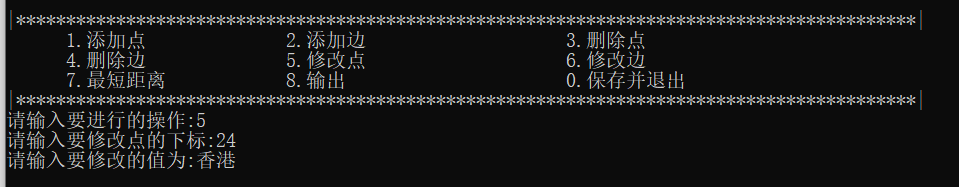 |******************************************************************************************|
1.添加点 2.添加边 3.删除点
4.删除边 5.修改点 6.修改边
7.最短距离 8.输出 0.保存并退出
|******************************************************************************************|
请输入要进行的操作:5
请输入要修改点的下标:24
请输入要修改的值为:香港